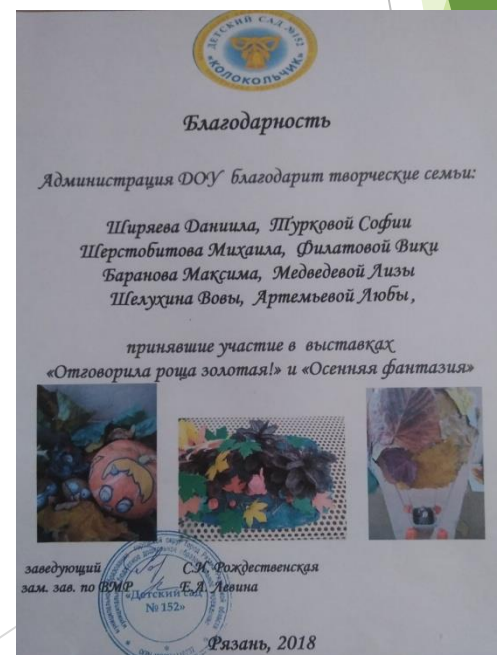 ДЕТСКИЙ САД №152
«КОЛОКОЛЬЧИК»
Благодарность
Администрация ДОУ благодарит творческие семьи:
Ширяева Даниила, Турковой Софии
Шерстобитова Михаила, Филатовой Вики
Баранова Максима, Медведевой Лизы
Шелухина Вовы, Артемьевой Любы,
принявшие участие в выставках
«Отговорила роща золотая!» и «Осенняя фантазия»
заведующий С.Н. Рождественская
зам. зав. по ВМР Е.А. Левина
«Детский сад
№ 152»
Рязань, 2018